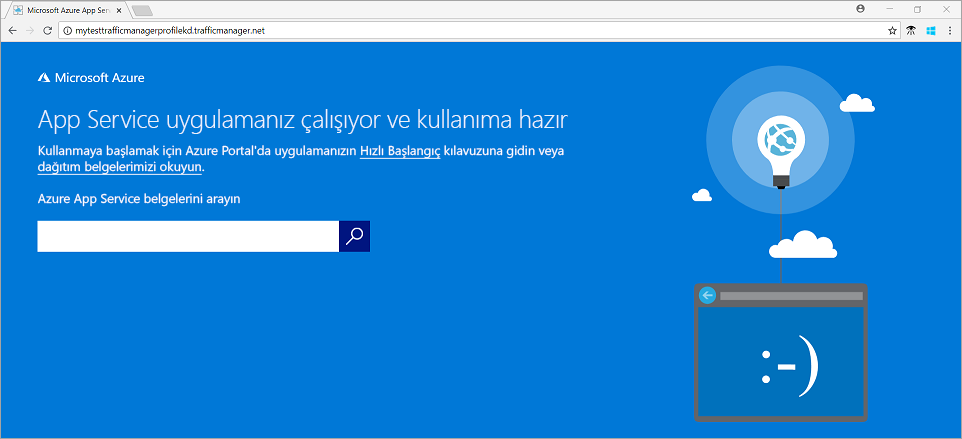 Microsoft Azure App Ser
mytesttrafficmanagerprofilekd.trafficmanager.net
Microsoft Azure
App Service uygulamanız çalışıyor ve kullanıma hazır
Kullanmaya başlamak için Azure Portal'da uygulamanızın Hızlı Başlangıç kılavuzuna gidin veya
dağıtım belgelerimizi okuyun.
Azure App Service belgelerini arayın
:-)